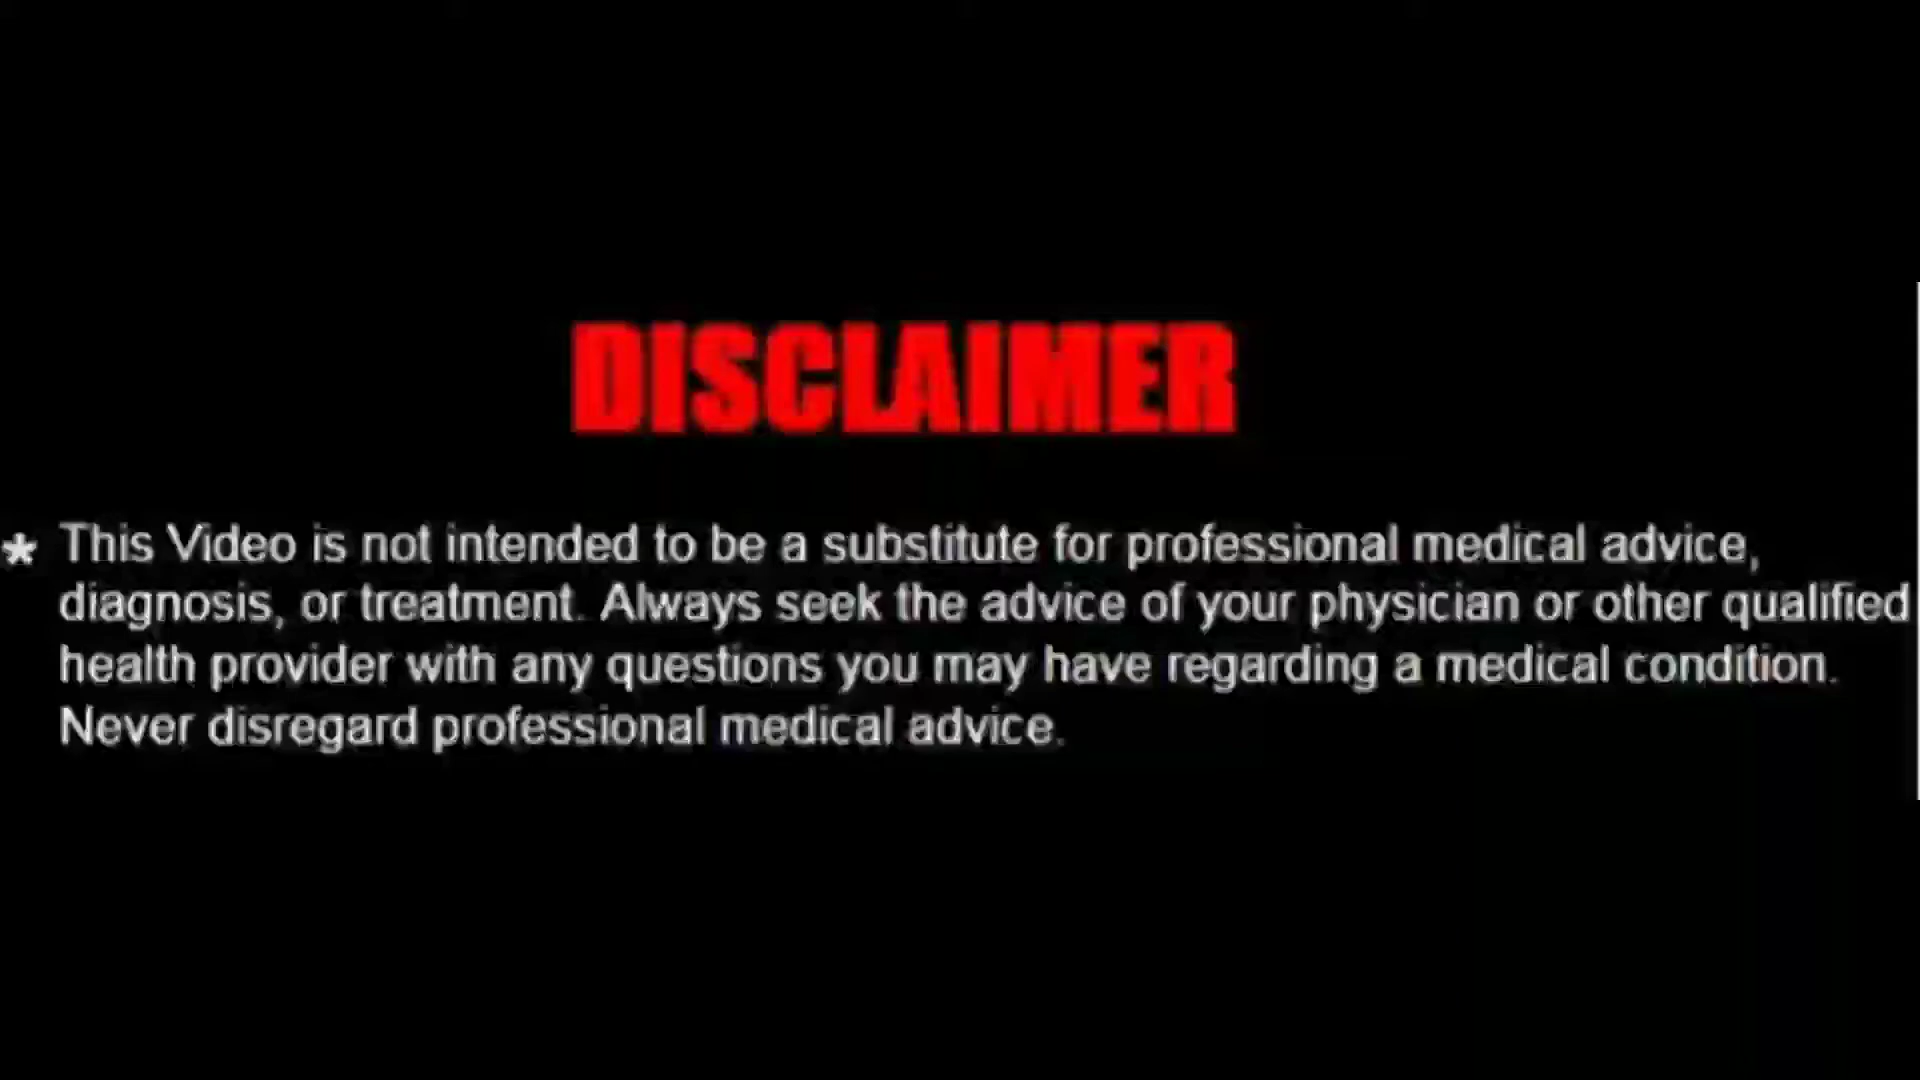 DISCLAIMER
* This Video is not intended to be a substitute for professional medical advice,
diagnosis, or treatment. Always seek the advice of your physician or other qualified
health provider with any questions you may have regarding a medical condition.
Never disregard professional medical advice.